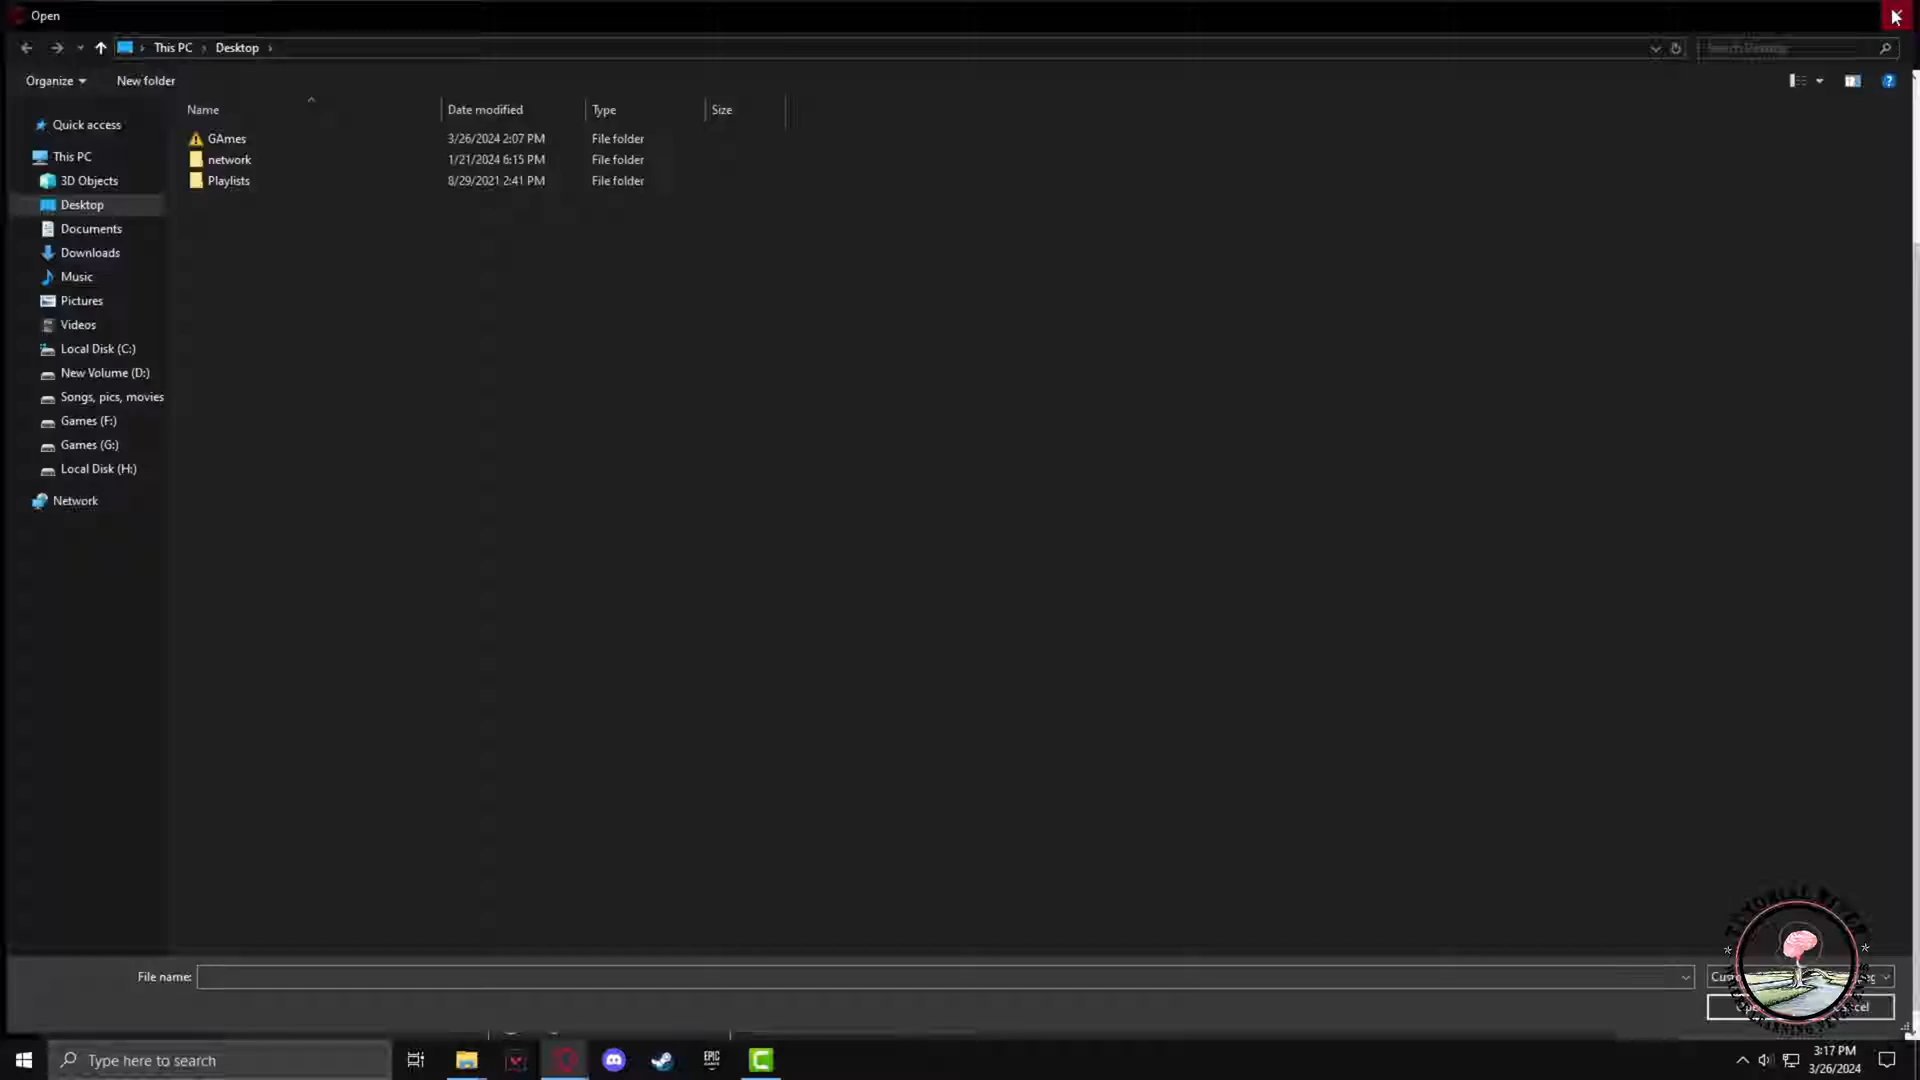 Open
This PC
Desktop
Organize
New folder
Name
Date modified
Type
Size
GAmes
3/26/2024 2:07 PM
File folder
network
1/21/2024 6:15 PM
File folder
Playlists
8/29/2021 2:41 PM
File folder
Quick access
This PC
3D Objects
Desktop
Documents
Downloads
Music
Pictures
Videos
Local Disk (C:)
New Volume (D:)
Songs, pics, movies
Games (F:)
Games (G:)
Local Disk (H:)
Network
File name:
Type here to search
EPIC
3:17 PM
3/26/2024